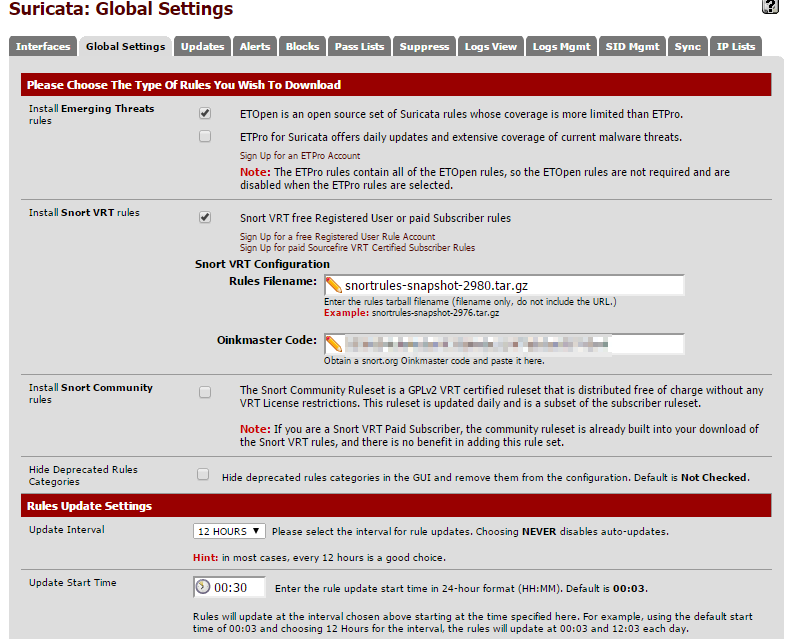 Suricata: Global Settings
?
Interfaces Global Settings Updates Alerts Blocks Pass Lists Suppress Logs View Logs Mgmt SID Mgmt Sync IP Lists
Please Choose The Type Of Rules You Wish To Download
Install Emerging Threats
rules
ETOpen is an open source set of Suricata rules whose coverage is more limited than ETPro.
ETPro for Suricata offers daily updates and extensive coverage of current malware threats.
Sign Up for an ETPro Account
Note: The ETPro rules contain all of the ETOpen rules, so the ETOpen rules are not required and are
disabled when the ETPro rules are selected.
Install Snort VRT rules
Snort VRT free Registered User or paid Subscriber rules
Sign Up for a free Registered User Rule Account
Sign Up for paid Sourcefire VRT Certified Subscriber Rules
Snort VRT Configuration
Rules Filename: snortrules-snapshot-2980.tar.gz
Enter the rules tarball filename (filename only, do not include the URL.)
Example: snortrules-snapshot-2976.tar.gz
Oinkmaster Code:
Obtain a snort.org Oinkmaster code and paste it here.
Install Snort Community
rules
The Snort Community Ruleset is a GPLv2 VRT certified ruleset that is distributed free of charge without any
VRT License restrictions. This ruleset is updated daily and is a subset of the subscriber ruleset.
Note: If you are a Snort VRT Paid Subscriber, the community ruleset is already built into your download of
the Snort VRT rules, and there is no benefit in adding this rule set.
Hide Deprecated Rules
Categories
Hide deprecated rules categories in the GUI and remove them from the configuration. Default is Not Checked.
Rules Update Settings
Update Interval
12 HOURS Please select the interval for rule updates. Choosing NEVER disables auto-updates.
Hint: in most cases, every 12 hours is a good choice.
Update Start Time
00:30 Enter the rule update start time in 24-hour format (HH:MM). Default is 00:03.
Rules will update at the interval chosen above starting at the time specified here. For example, using the default start
time of 00:03 and choosing 12 Hours for the interval, the rules will update at 00:03 and 12:03 each day.